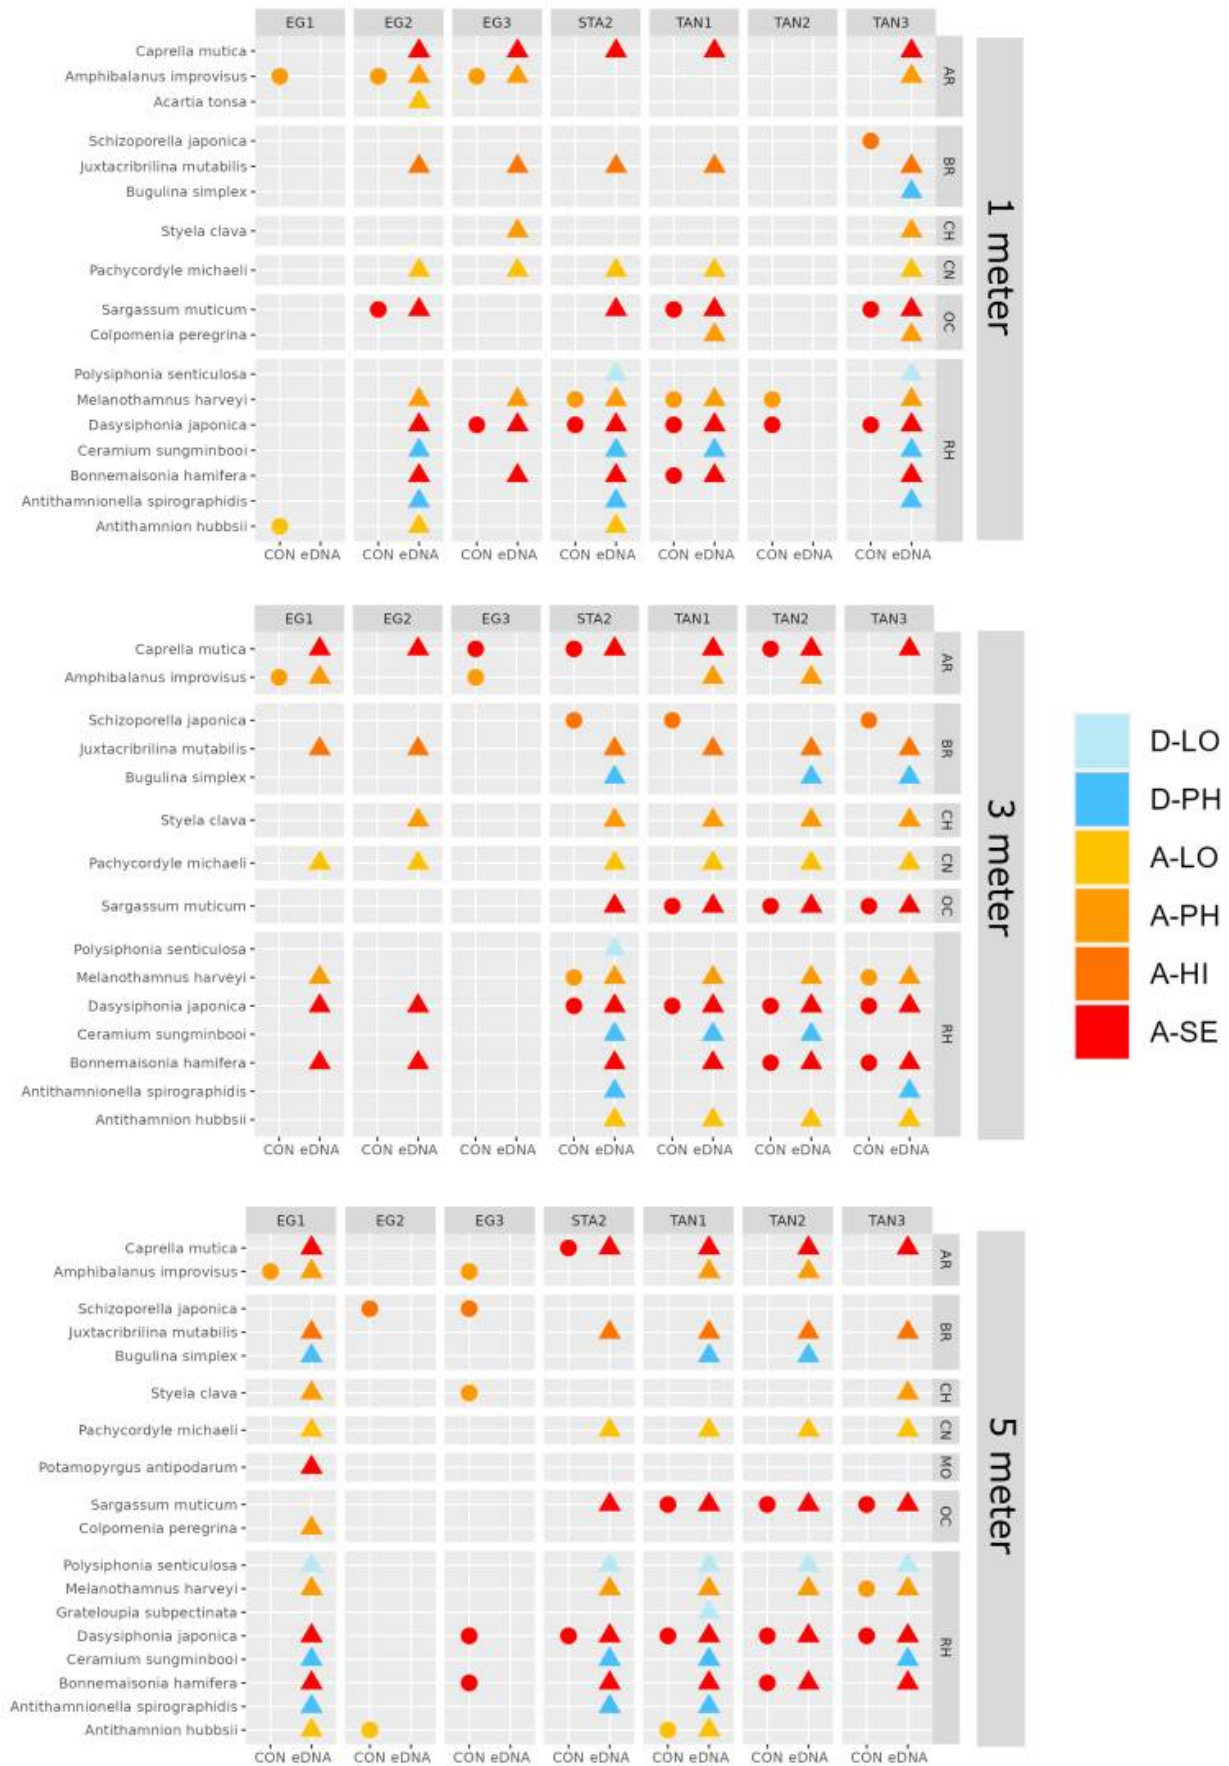 EG1 EG2 EG3 STA2 TAN1 TAN2 TAN3
Caprella mutica
Amphibalanus improvisus
Acartia tonsa
AR
Schizoporella japonica
Juxtacribrilina mutabilis
Bugulina simplex
BR
Styela clava
CH
Pachycordyle michaeli
CN
Sargassum muticum
Colpomenia peregrina
OC
Polysiphonia senticulosa
Melanothamnus harveyi
Dasysiphonia japonica
Ceramium sungminbooi
Bonnemaisonia hamifera
Antithamnionella spirographidis
Antithamnion hubbsii
RH
CON eDNA CON eDNA CON eDNA CON eDNA CON eDNA CON eDNA CON eDNA
1 meter
EG1 EG2 EG3 STA2 TAN1 TAN2 TAN3
Caprella mutica
Amphibalanus improvisus
AR
Schizoporella japonica
Juxtacribrilina mutabilis
Bugulina simplex
BR
Styela clava
CH
Pachycordyle michaeli
CN
Sargassum muticum
OC
Polysiphonia senticulosa
Melanothamnus harveyi
Dasysiphonia japonica
Ceramium sungminbooi
Bonnemaisonia hamifera
Antithamnionella spirographidis
Antithamnion hubbsii
RH
CON eDNA CON eDNA CON eDNA CON eDNA CON eDNA CON eDNA CON eDNA
3 meter
D-LO
D-PH
A-LO
A-PH
A-HI
A-SE
EG1 EG2 EG3 STA2 TAN1 TAN2 TAN3
Caprella mutica
Amphibalanus improvisus
AR
Schizoporella japonica
Juxtacribrilina mutabilis
Bugulina simplex
BR
Styela clava
CH
Pachycordyle michaeli
CN
Potamopyrgus antipodarum
MO
Sargassum muticum
Colpomenia peregrina
OC
Polysiphonia senticulosa
Melanothamnus harveyi
Grateloupia subpectinata
Dasysiphonia japonica
Ceramium sungminbooi
Bonnemaisonia hamifera
Antithamnionella spirographidis
Antithamnion hubbsii
RH
CON eDNA CON eDNA CON eDNA CON eDNA CON eDNA CON eDNA CON eDNA
5 meter